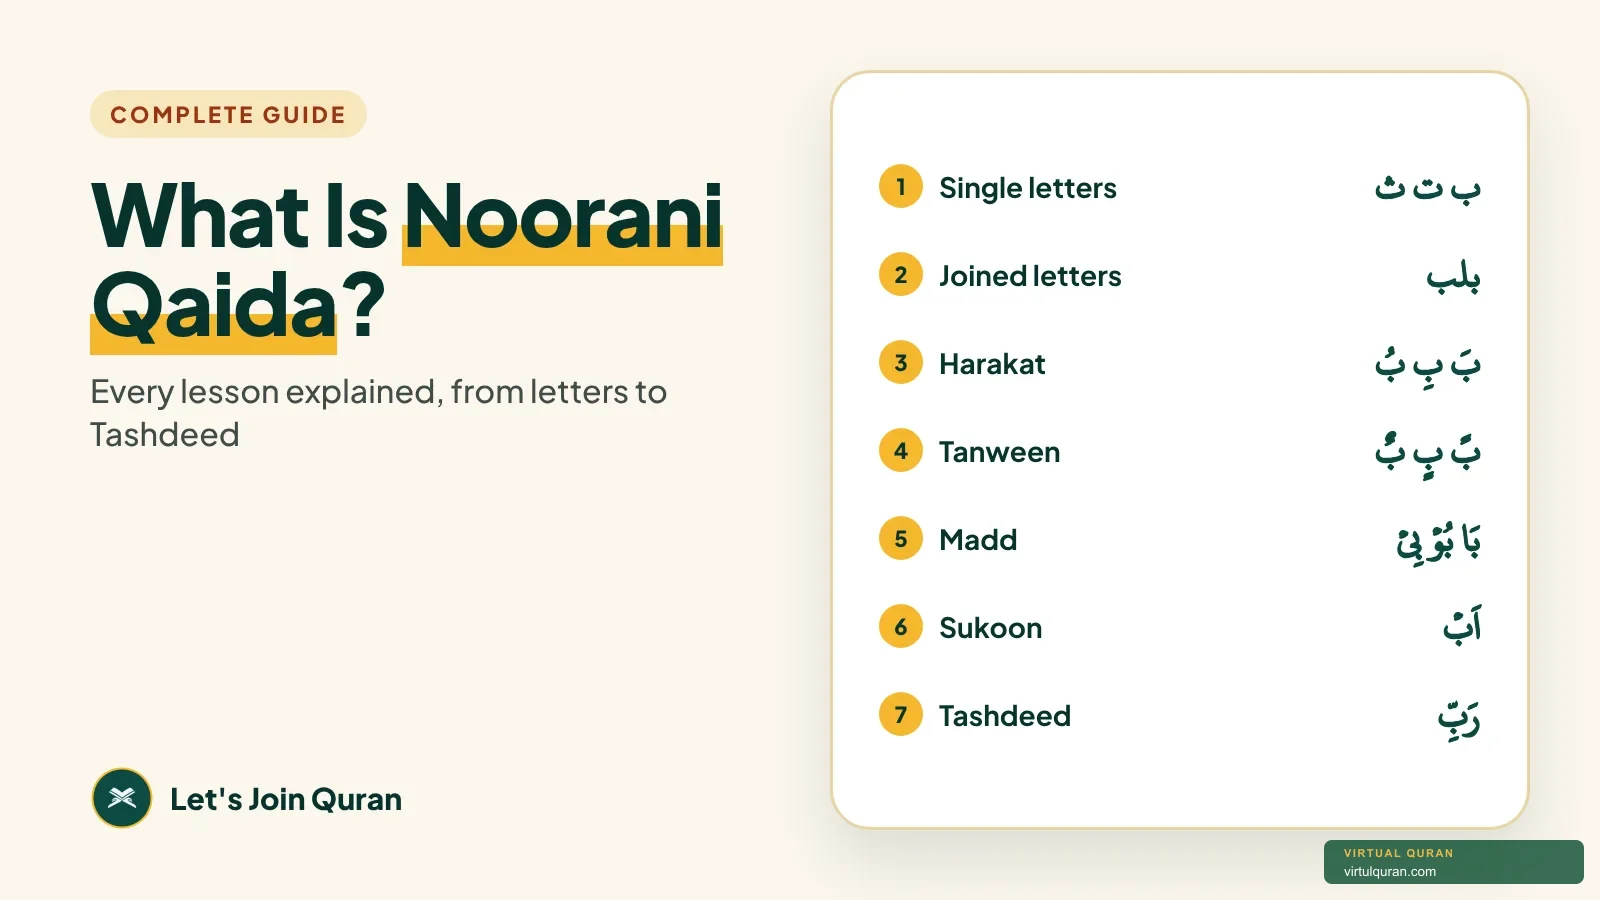 COMPLETE GUIDE
What Is Noorani
Qaida?
Every lesson explained, from letters to
Tashdeed
Let's Join Quran
1 Single letters ب ت ث
2 Joined letters بلب
3 Harakat بَ بِ بُ
4 Tanween بً بٍ بٌ
5 Madd بَا بُوْ بِيْ
6 Sukoon اَبْ
7 Tashdeed رَبِّ
VIRTUAL QURAN
virtulquran.com